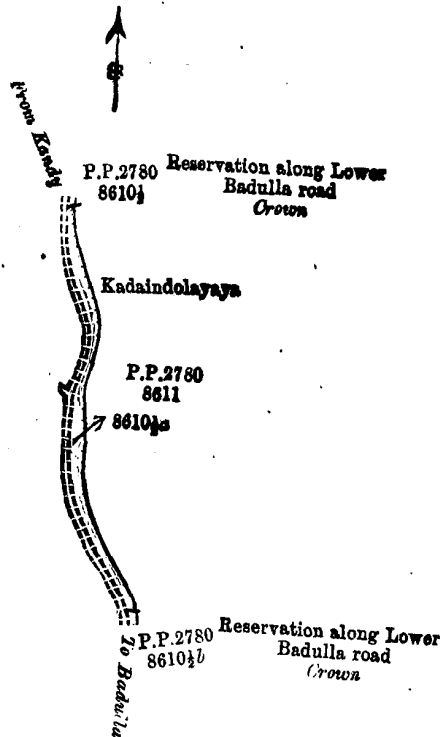 From Kandy
P.P.2780
8610½
Reservation along Lower
Badulla road
Crown
Kadaindolayaya
P.P.2780
8611
8610½a
To Badulla
P.P.2780
8610½b
Reservation along Lower
Badulla road
Crown